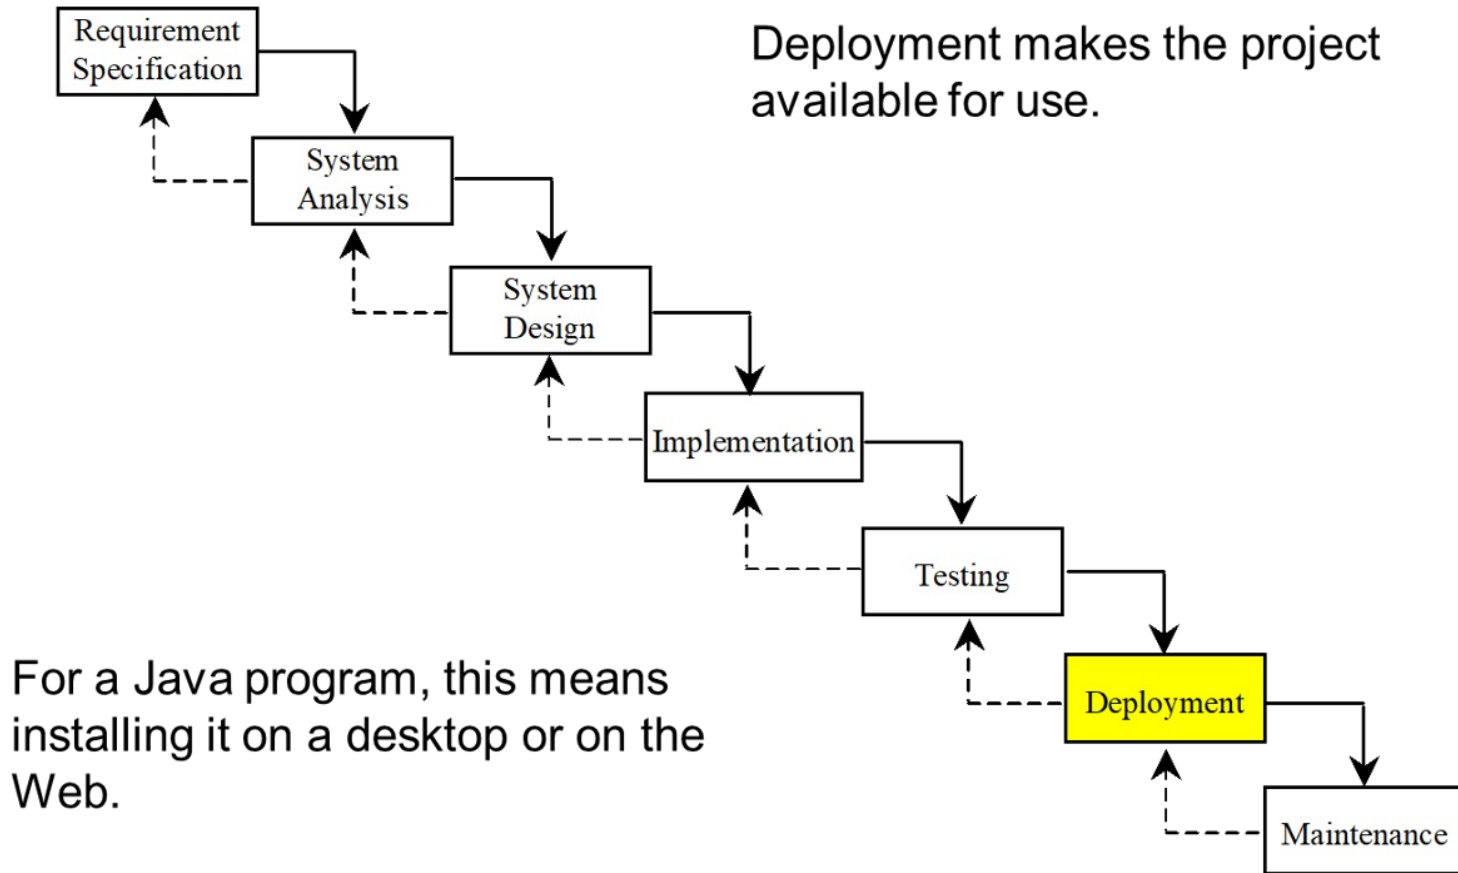 Requirement
Specification
Deployment makes the project
available for use.
System
Analysis
System
Design
Implementation
Testing
For a Java program, this means
installing it on a desktop or on the
Web.
Deployment
Maintenance